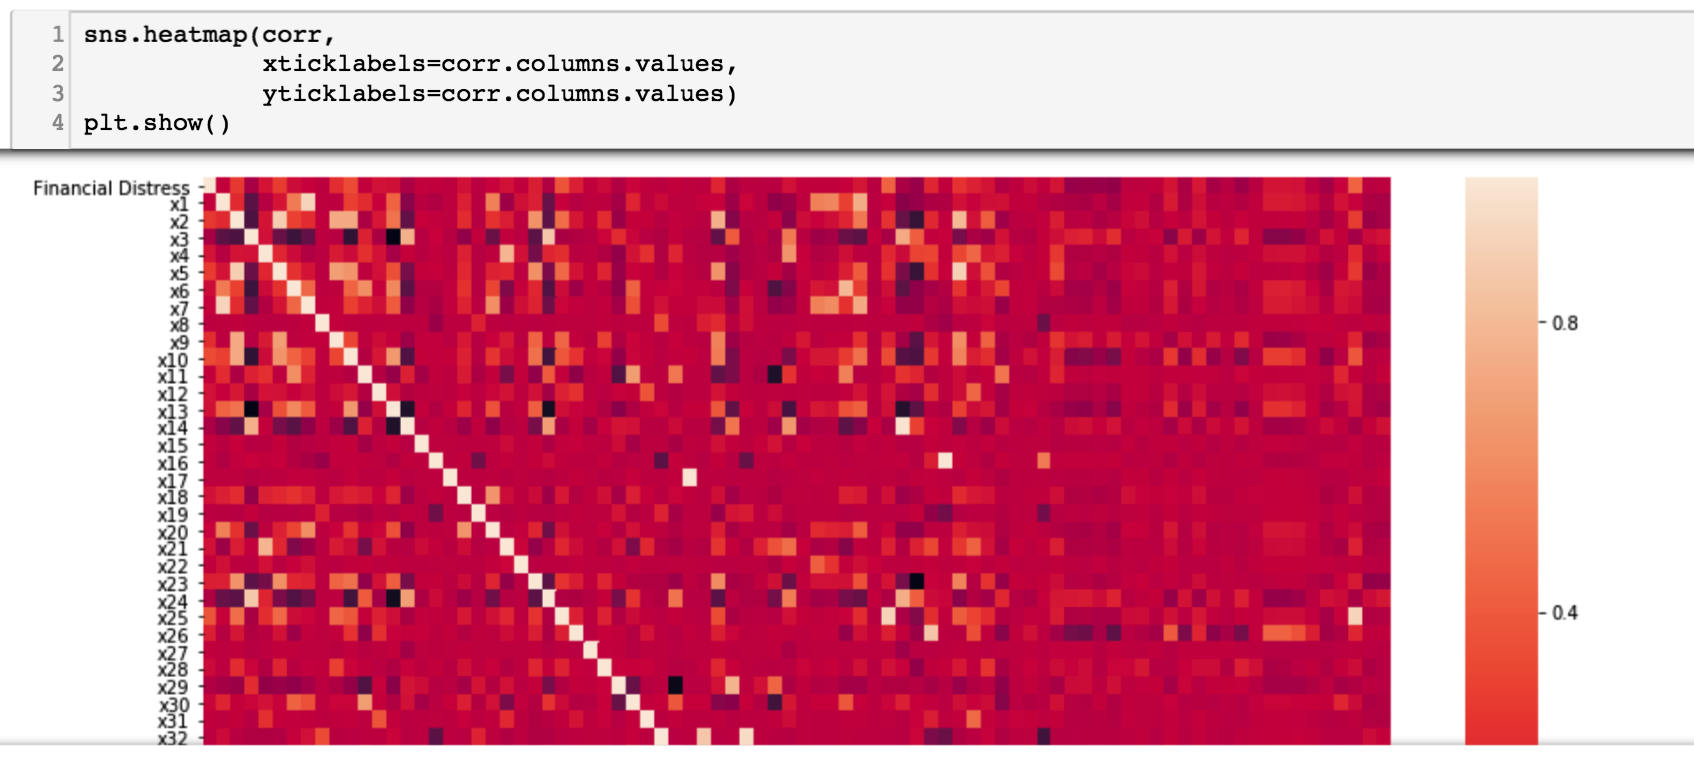 1 sns.heatmap(corr,
2 xticklabels=corr.columns.values,
3 yticklabels=corr.columns.values)
4 plt.show()
Financial Distress
x1
x2
x3
x4
x5
x6
x7
x8
x9
x10
x11
x12
x13
x14
x15
x16
x17
x18
x19
x20
x21
x22
x23
x24
x25
x26
x27
x28
x29
x30
x31
x32
0.8
0.4